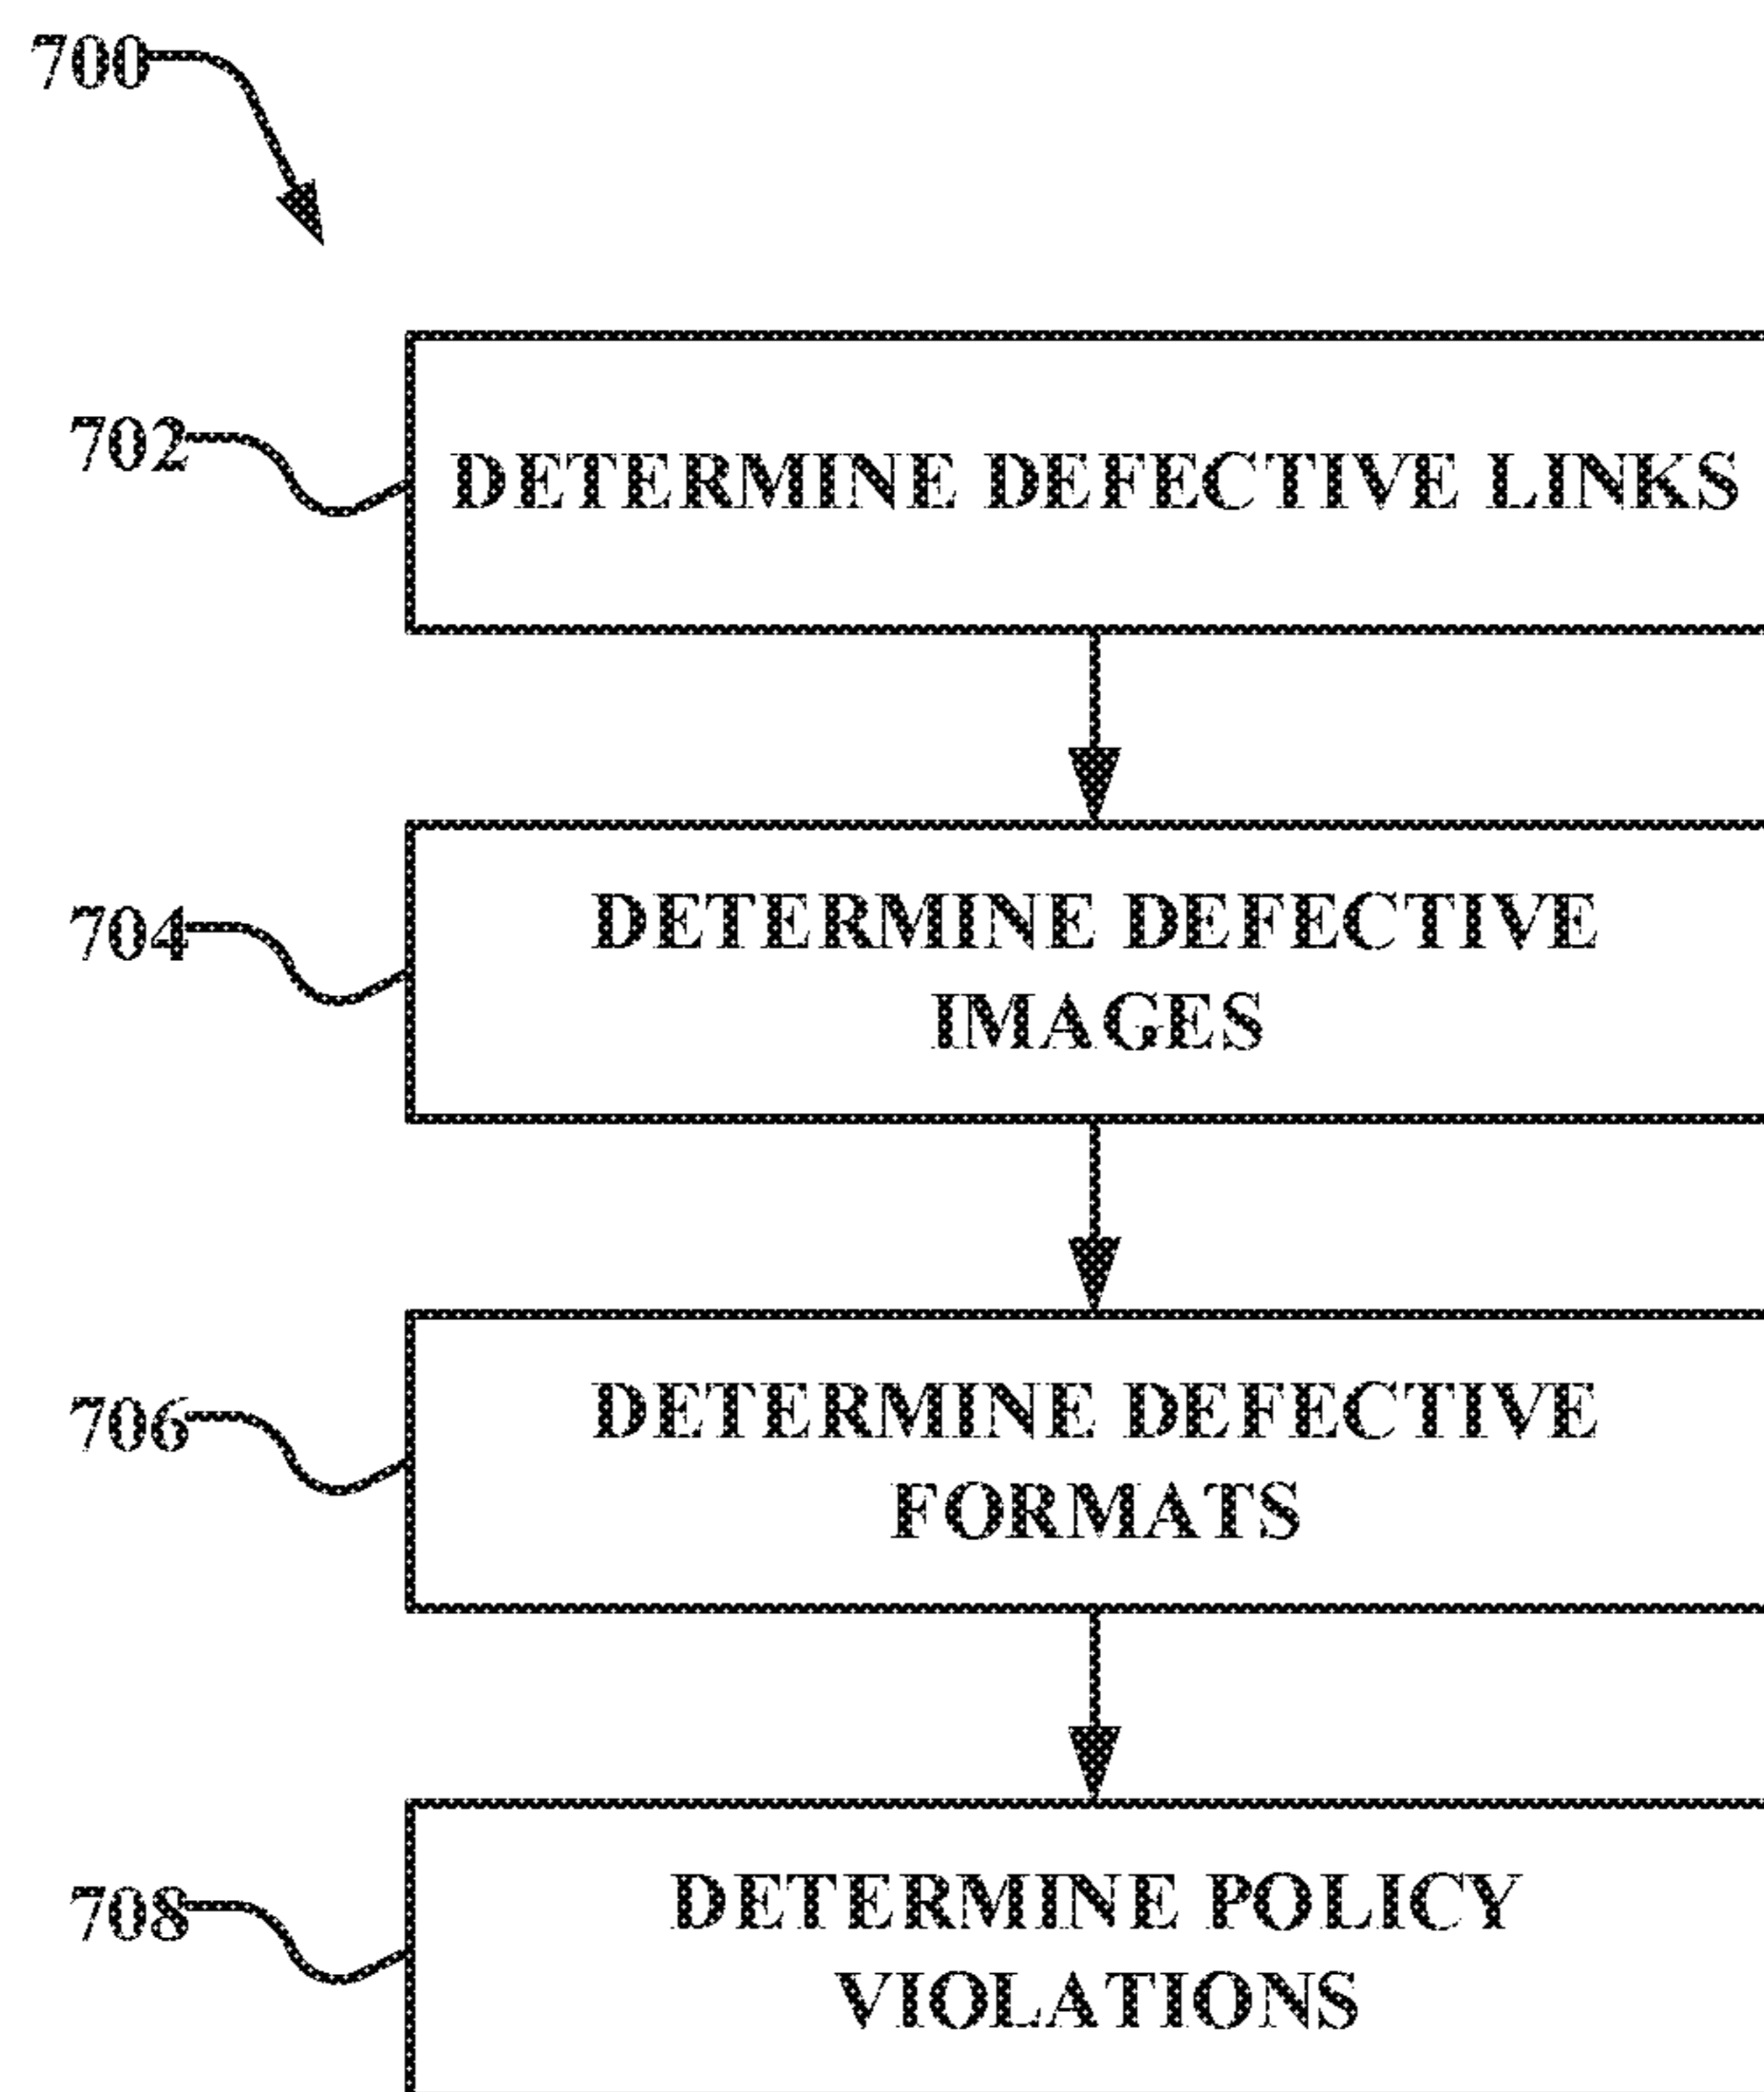 700
702
DETERMINE DEFECTIVE LINKS
704
DETERMINE DEFECTIVE
IMAGES
706
DETERMINE DEFECTIVE
FORMATS
708
DETERMINE POLICY
VIOLATIONS